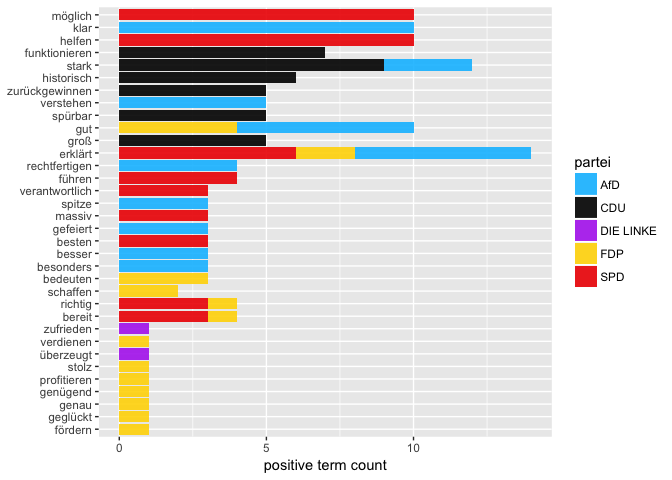 möglich
klar
helfen
funktionieren
stark
historisch
zurückgewinnen
verstehen
spürbar
gut
groß
erklärt
rechtfertigen
führen
verantwortlich
spitze
massiv
gefeiert
besten
besser
besonders
bedeuten
schaffen
richtig
bereit
zufrieden
verdienen
überzeugt
stolz
profitieren
genügend
genau
geglückt
fördern
0 5 10
positive term count
partei
AfD
CDU
DIE LINKE
FDP
SPD